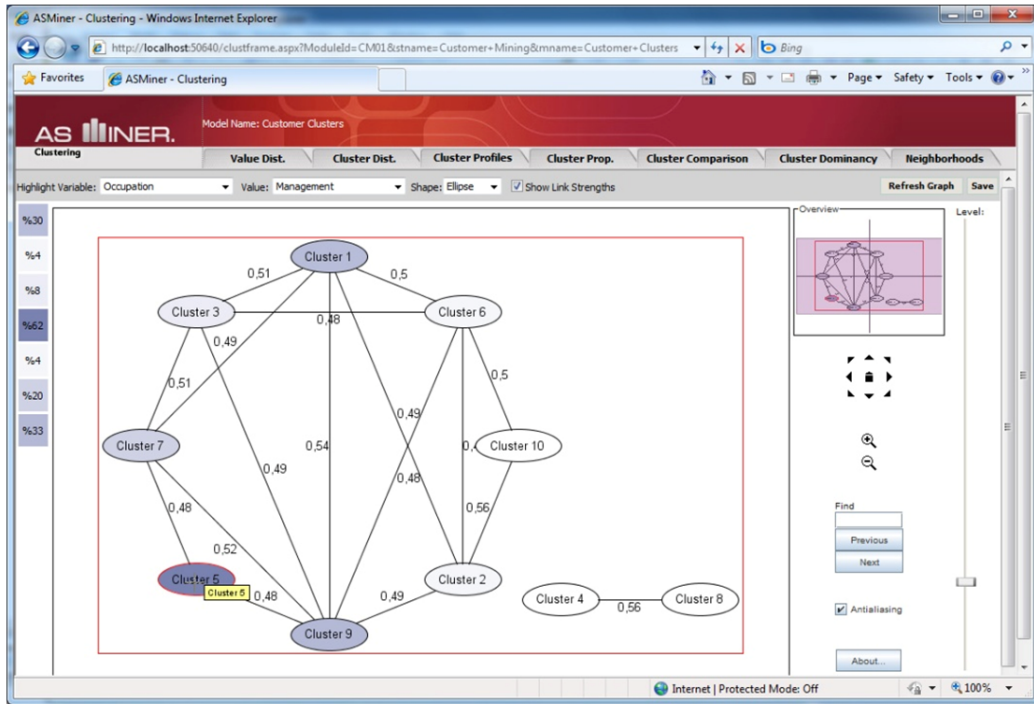 ASMiner - Clustering - Windows Internet Explorer
http://localhost:50640/clustframe.aspx?ModuleId=CM01&stname=Customer+Mining&mname=Customer+Clusters
Bing
Favorites
ASMiner - Clustering
Page Safety Tools
AS MINER.
Model Name: Customer Clusters
Clustering
Value Dist. Cluster Dist. Cluster Profiles Cluster Prop. Cluster Comparison Cluster Dominancy Neighborhoods
Highlight Variable: Occupation Value: Management Shape: Ellipse Show Link Strengths Refresh Graph Save
%30
%4
%8
%62
%4
%20
%33
Overview
Level:
Cluster 1
0,51
0,5
Cluster 3
Cluster 6
0,48
0,49
0,51
0,5
0,49
Cluster 7
0,54
Cluster 10
0,49
0,48
0,48
0,56
0,52
Cluster 5
Cluster 2
0,48
0,49
Cluster 4
0,56
Cluster 8
Cluster 9
Find
Previous
Next
Antialiasing
About...
Internet | Protected Mode: Off
100%